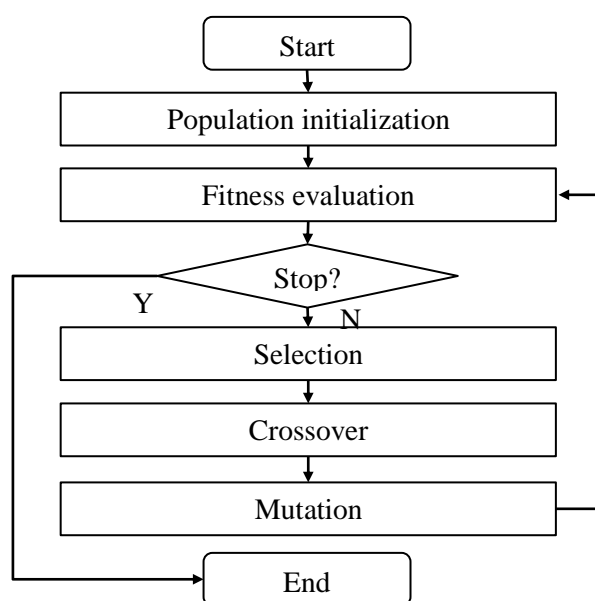 Start
Population initialization
Fitness evaluation
Stop?
Y
N
Selection
Crossover
Mutation
End